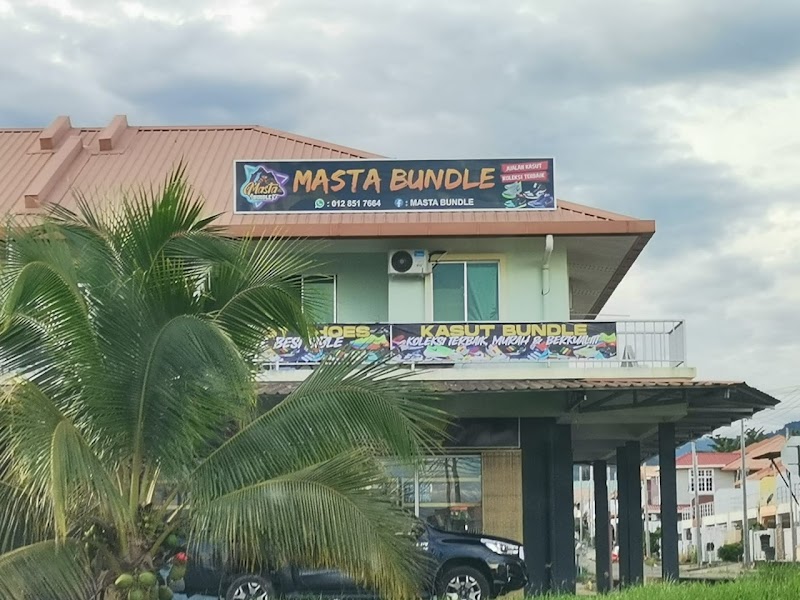 Masta
BUNDLE
MASTA BUNDLE
JUALAN KASUT
KOLEKSI TERBAIK
: 012 851 7664
: MASTA BUNDLE
SHOES
KASUT BUNDLE
KOLEKSI TERBAIK, MURAH & BERKUALITI